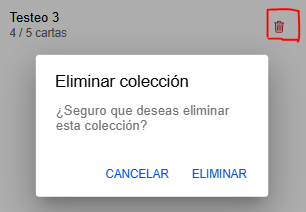 Testeo 3
4 / 5 cartas
Eliminar colección
¿Seguro que deseas eliminar
esta colección?
CANCELAR ELIMINAR